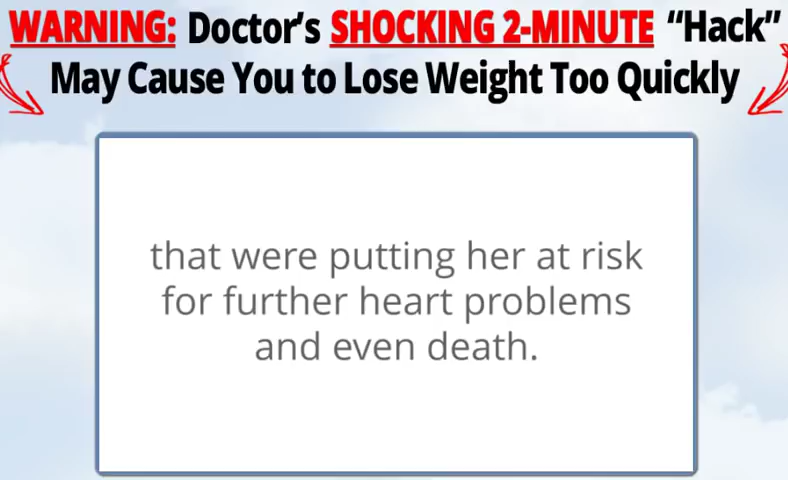 WARNING: Doctor's SHOCKING 2-MINUTE “Hack”
May Cause You to Lose Weight Too Quickly
that were putting her at risk
for further heart problems
and even death.